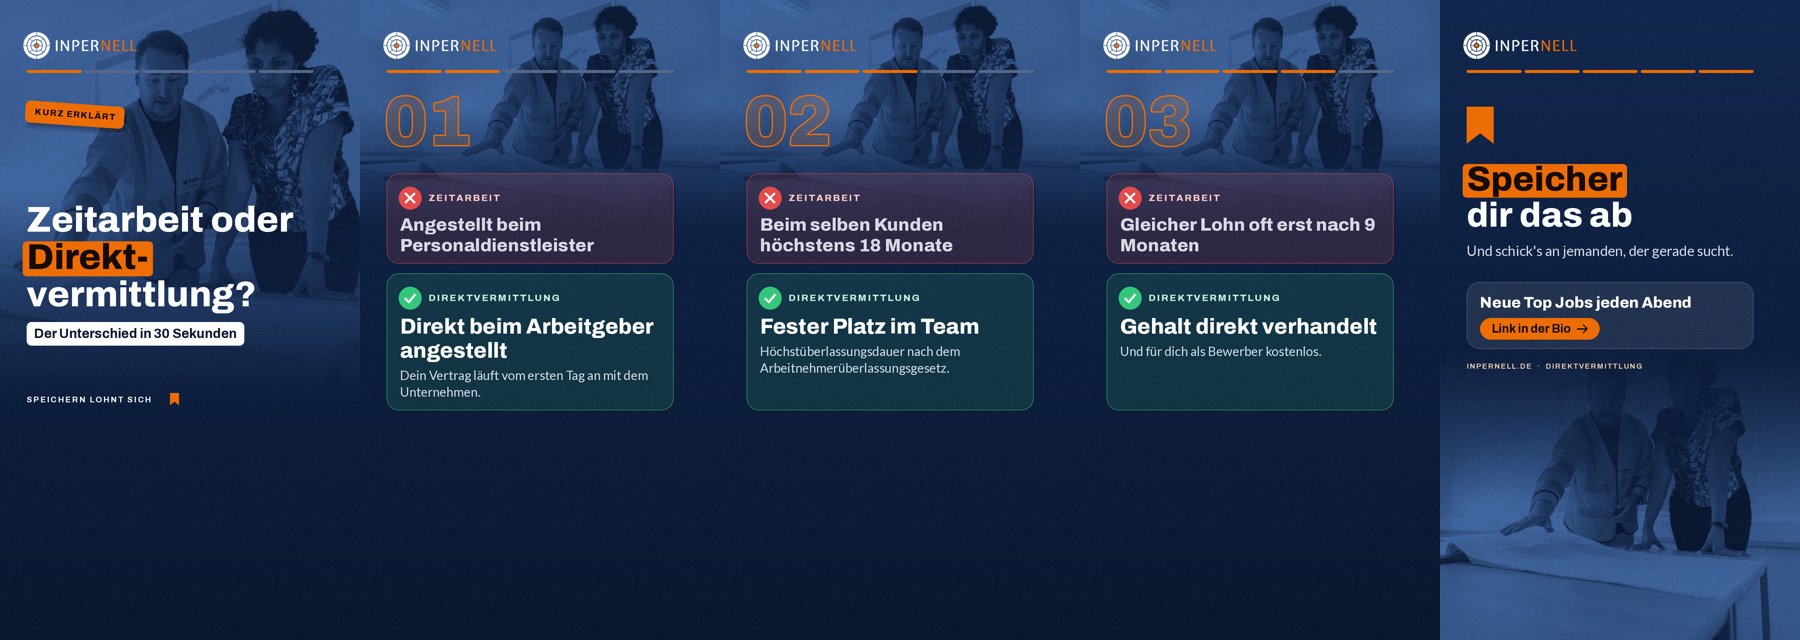 INPERNELL
KURZ ERKLÄRT
Zeitarbeit oder
Direkt-
vermittlung?
Der Unterschied in 30 Sekunden
SPEICHERN LOHNT SICH
INPERNELL
01
ZEITARBEIT
Angestellt beim
Personaldienstleister
DIREKTVERMITTLUNG
Direkt beim Arbeitgeber
angestellt
Dein Vertrag läuft vom ersten Tag an mit dem
Unternehmen.
INPERNELL
02
ZEITARBEIT
Beim selben Kunden
höchstens 18 Monate
DIREKTVERMITTLUNG
Fester Platz im Team
Höchstüberlassungsdauer nach dem
Arbeitnehmerüberlassungsgesetz.
INPERNELL
03
ZEITARBEIT
Gleicher Lohn oft erst nach 9
Monaten
DIREKTVERMITTLUNG
Gehalt direkt verhandelt
Und für dich als Bewerber kostenlos.
INPERNELL
Speicher
dir das ab
Und schick's an jemanden, der gerade sucht.
Neue Top Jobs jeden Abend
Link in der Bio →
INPERNELL.DE · DIREKTVERMITTLUNG